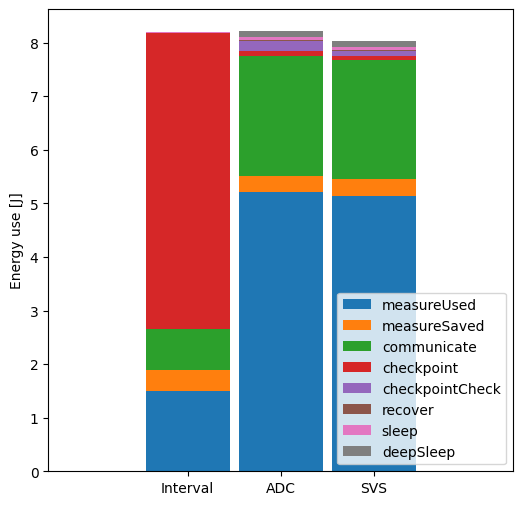 8
7
6
5
4
3
2
1
0
Energy use [J]
measureUsed
measureSaved
communicate
checkpoint
checkpointCheck
recover
sleep
deepSleep
Interval ADC SVS